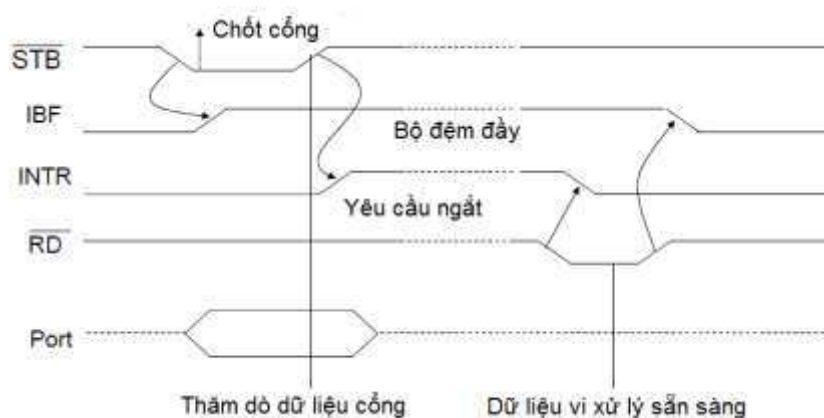 Chốt cổng
STB
IBF
Bộ đệm đầy
INTR
Yêu cầu ngắt
RD
Port
Thăm dò dữ liệu cổng
Dữ liệu vi xử lý sẵn sàng